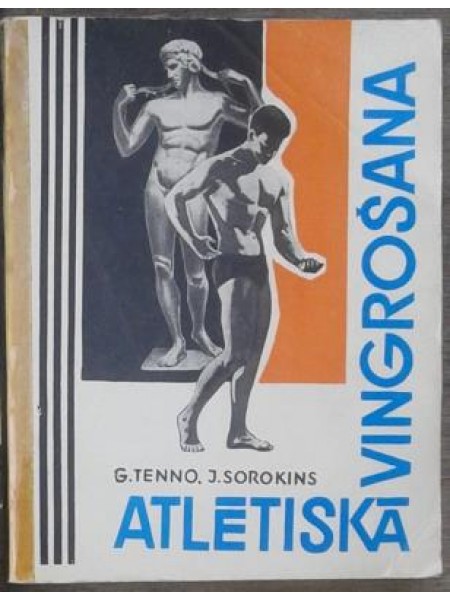 G.TENNO, J.SOROKINS
ATLĒTISKĀ
VINGROŠANA